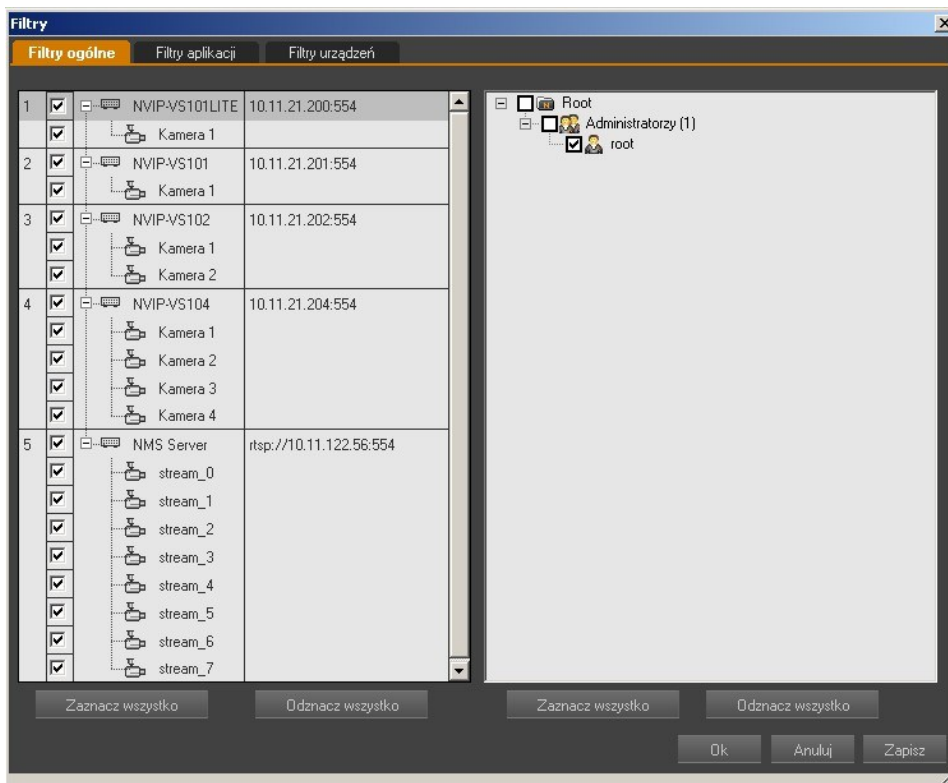 Filtry
Filtry ogólne Filtry aplikacji Filtry urządzeń
1 NVIP-VS101LITE 10.11.21.200:554
Kamera 1
2 NVIP-VS101 10.11.21.201:554
Kamera 1
3 NVIP-VS102 10.11.21.202:554
Kamera 1
Kamera 2
4 NVIP-VS104 10.11.21.204:554
Kamera 1
Kamera 2
Kamera 3
Kamera 4
5 NMS Server rtsp://10.11.122.56:554
stream_0
stream_1
stream_2
stream_3
stream_4
stream_5
stream_6
stream_7
Zaznacz wszystko Odznacz wszystko
Root
Administratorzy (1)
root
Zaznacz wszystko Odznacz wszystko
Ok Anuluj Zapisz